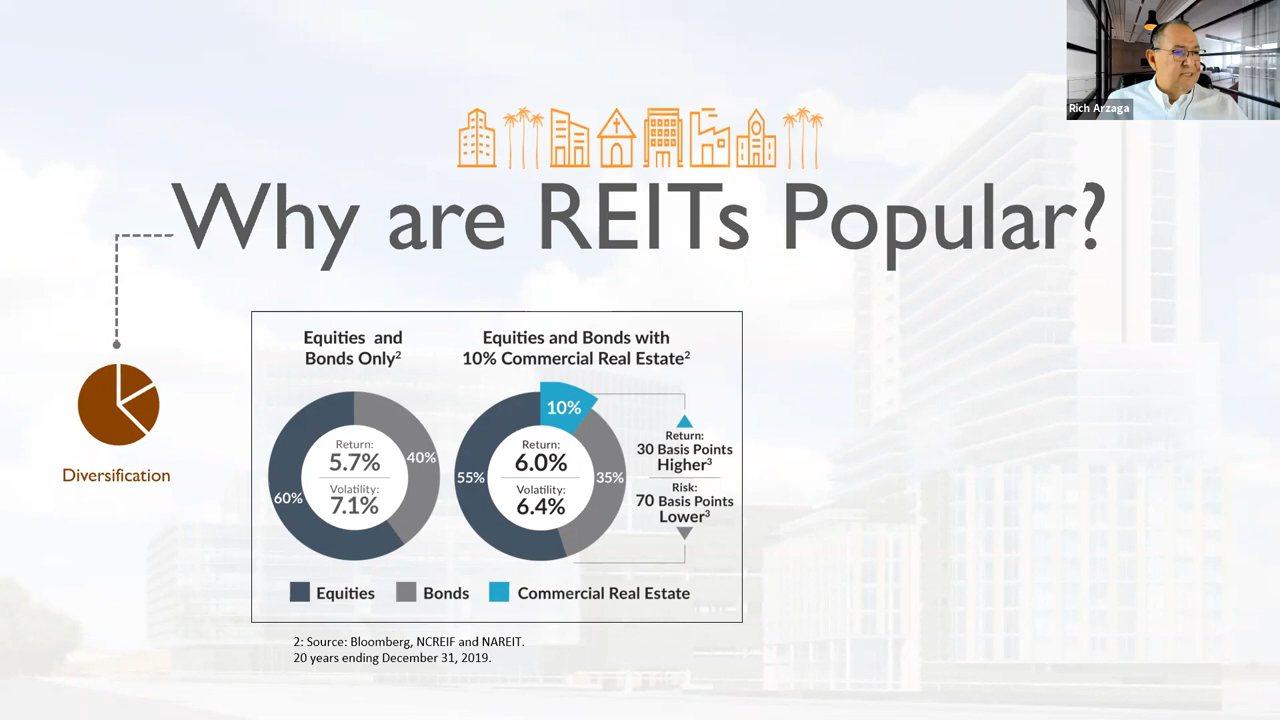 Rich Arzaga
Why are REITs Popular?
Diversification
Equities and
Bonds Only2
Return:
5.7%
Volatility:
7.1%
40%
60%
Equities and Bonds with
10% Commercial Real Estate2
10%
Return:
6.0%
Volatility:
6.4%
55%
35%
Return:
30 Basis Points
Higher3
Risk:
70 Basis Points
Lower3
Equities
Bonds
Commercial Real Estate
2: Source: Bloomberg, NCREIF and NAREIT.
20 years ending December 31, 2019.